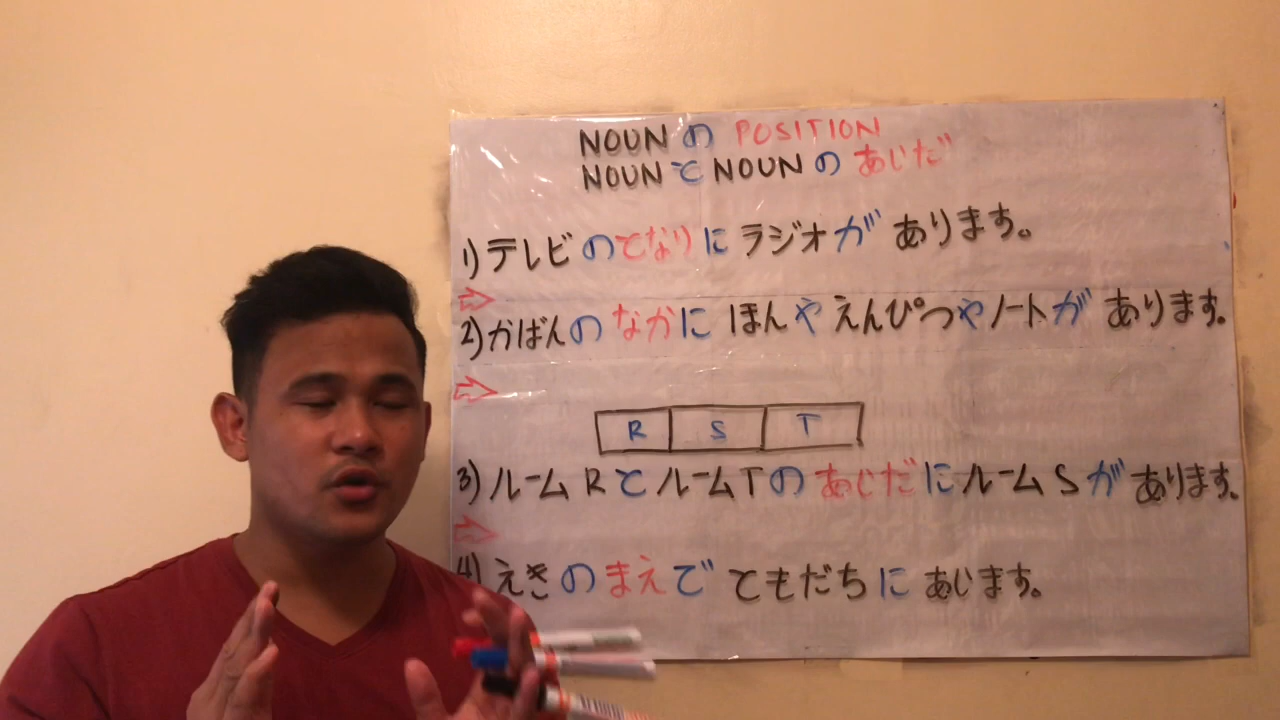 NOUN の POSITION
NOUN と NOUN の あいだ
1) テレビ の となり に ラジオ が あります。
2) かばん の なか に ほん や えんぴつ や ノート が あります。
R S T
3) ルーム R と ルーム T の あいだ に ルーム S が あります。
4) えき の まえ で ともだち に あいます。